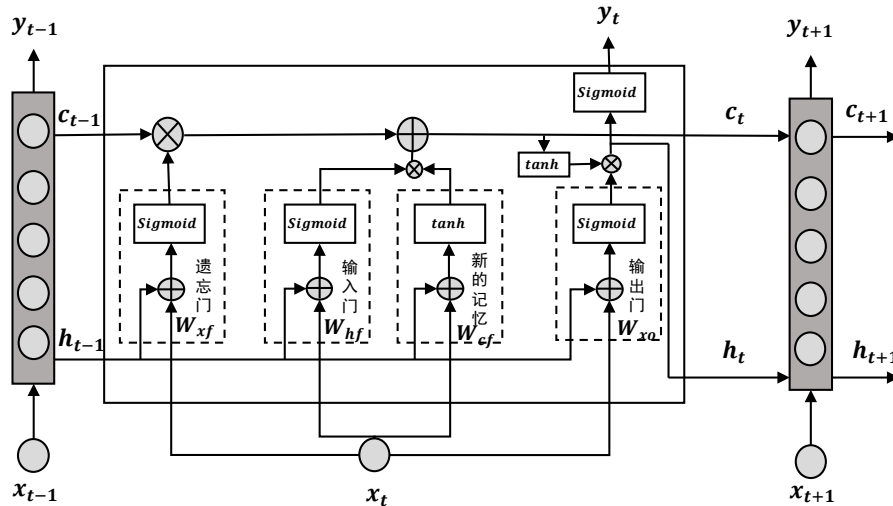 y_{t-1}
y_t
y_{t+1}
Sigmoid
c_{t-1}
c_t
c_{t+1}
tanh
Sigmoid
遗忘门
W_{xf}
Sigmoid
输入门
W_{hf}
tanh
新的记忆
W_{cf}
Sigmoid
输出门
W_{xo}
h_{t-1}
h_t
h_{t+1}
x_{t-1}
x_t
x_{t+1}